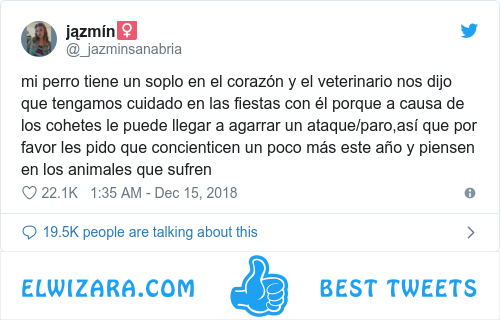 jązmín
@_jazminsanabria
mi perro tiene un soplo en el corazón y el veterinario nos dijo
que tengamos cuidado en las fiestas con él porque a causa de
los cohetes le puede llegar a agarrar un ataque/paro,así que por
favor les pido que concienticen un poco más este año y piensen
en los animales que sufren
22.1K 1:35 AM - Dec 15, 2018
19.5K people are talking about this
ELWIZARA.COM BEST TWEETS